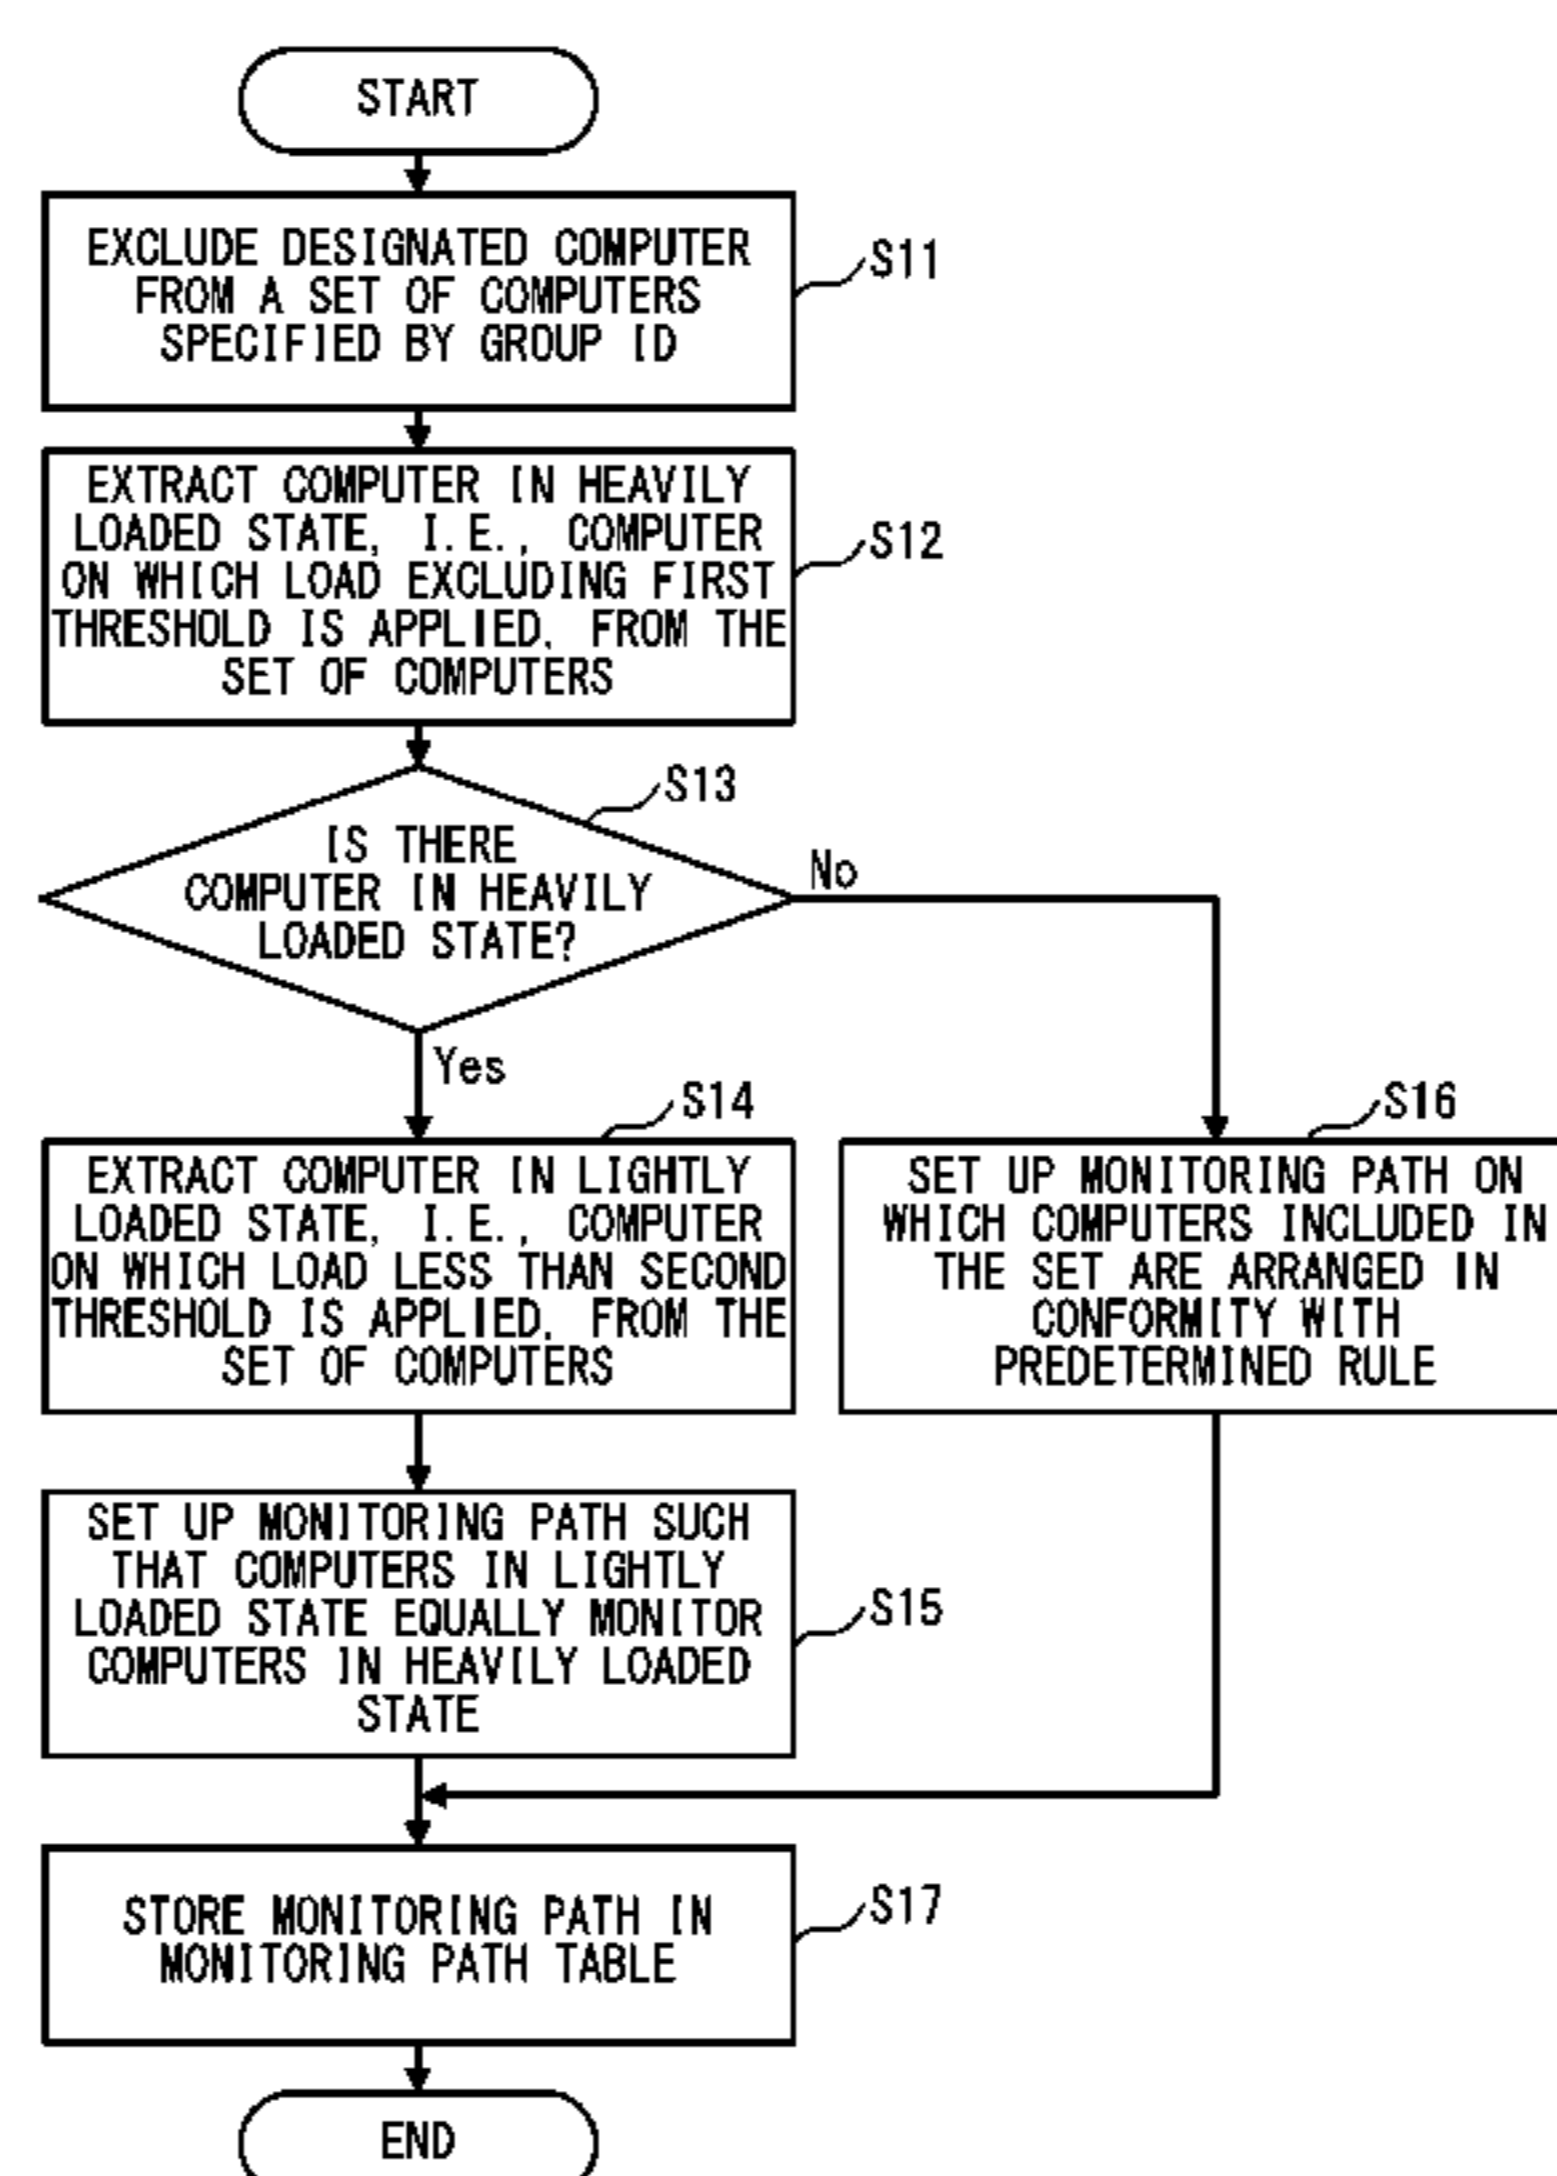 START
EXCLUDE DESIGNATED COMPUTER
FROM A SET OF COMPUTERS
SPECIFIED BY GROUP ID
S11
EXTRACT COMPUTER IN HEAVILY
LOADED STATE, I.E., COMPUTER
ON WHICH LOAD EXCLUDING FIRST
THRESHOLD IS APPLIED, FROM THE
SET OF COMPUTERS
S12
S13
IS THERE
COMPUTER IN HEAVILY
LOADED STATE?
No
Yes
S14
EXTRACT COMPUTER IN LIGHTLY
LOADED STATE, I.E., COMPUTER
ON WHICH LOAD LESS THAN SECOND
THRESHOLD IS APPLIED, FROM THE
SET OF COMPUTERS
S16
SET UP MONITORING PATH ON
WHICH COMPUTERS INCLUDED IN
THE SET ARE ARRANGED IN
CONFORMITY WITH
PREDETERMINED RULE
SET UP MONITORING PATH SUCH
THAT COMPUTERS IN LIGHTLY
LOADED STATE EQUALLY MONITOR
COMPUTERS IN HEAVILY LOADED
STATE
S15
STORE MONITORING PATH IN
MONITORING PATH TABLE
S17
END